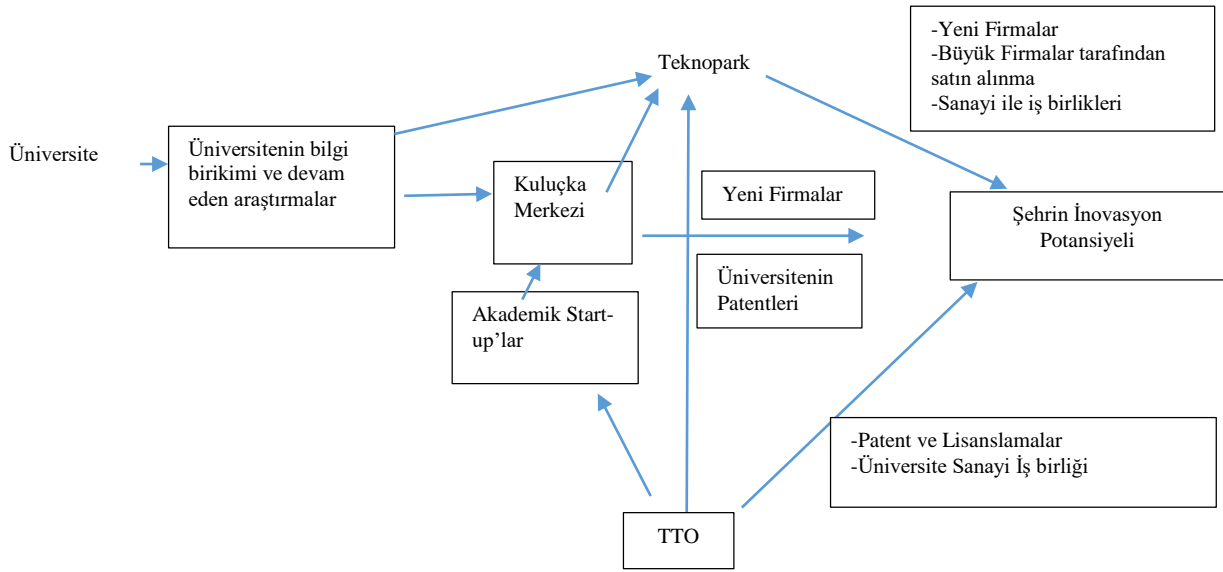 -Yeni Firmalar
-Büyük Firmalar tarafından
satın alınma
-Sanayi ile iş birlikleri
Teknopark
Üniversite
Üniversitenin bilgi
birikimi ve devam
eden araştırmalar
Kuluçka
Merkezi
Yeni Firmalar
Şehrin İnovasyon
Potansiyeli
Üniversitenin
Patentleri
Akademik Start-
up’lar
-Patent ve Lisanslamalar
-Üniversite Sanayi İş birliği
TTO